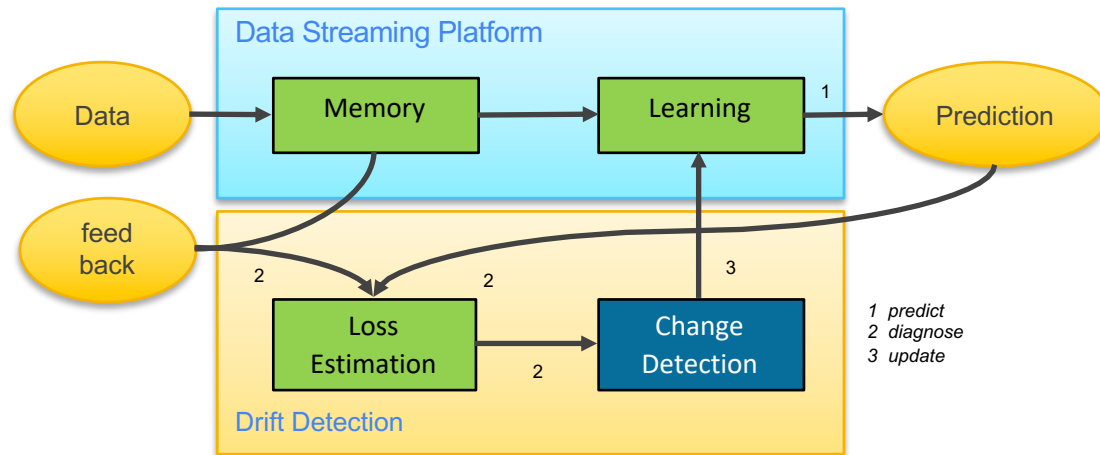 Data Streaming Platform
Data
Memory
Learning
1
Prediction
feed
back
2
2
3
Loss
Estimation
2
Change
Detection
1 predict
2 diagnose
3 update
Drift Detection